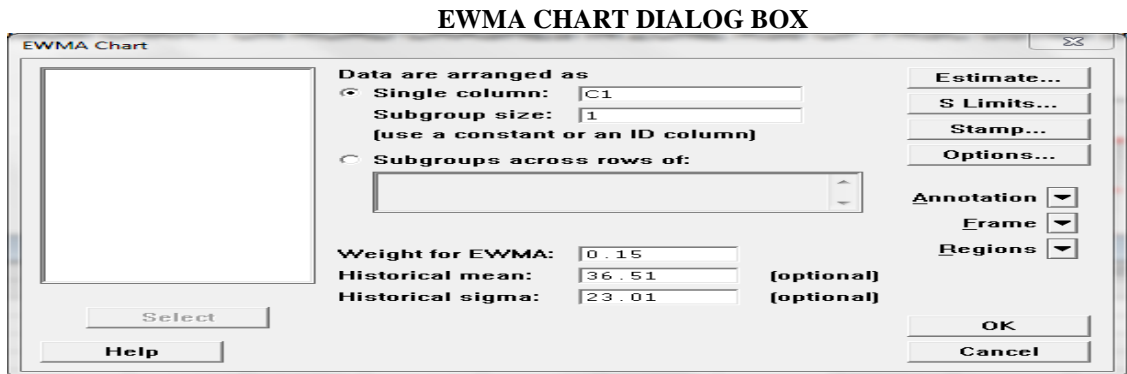 EWMA CHART DIALOG BOX
EWMA Chart
Data are arranged as
Single column: C1
Subgroup size: 1
(use a constant or an ID column)
Subgroups across rows of:
Weight for EWMA: 0.15
Historical mean: 36.51 (optional)
Historical sigma: 23.01 (optional)
Select
Help
Estimate...
S Limits...
Stamp...
Options...
Annotation
Frame
Regions
OK
Cancel